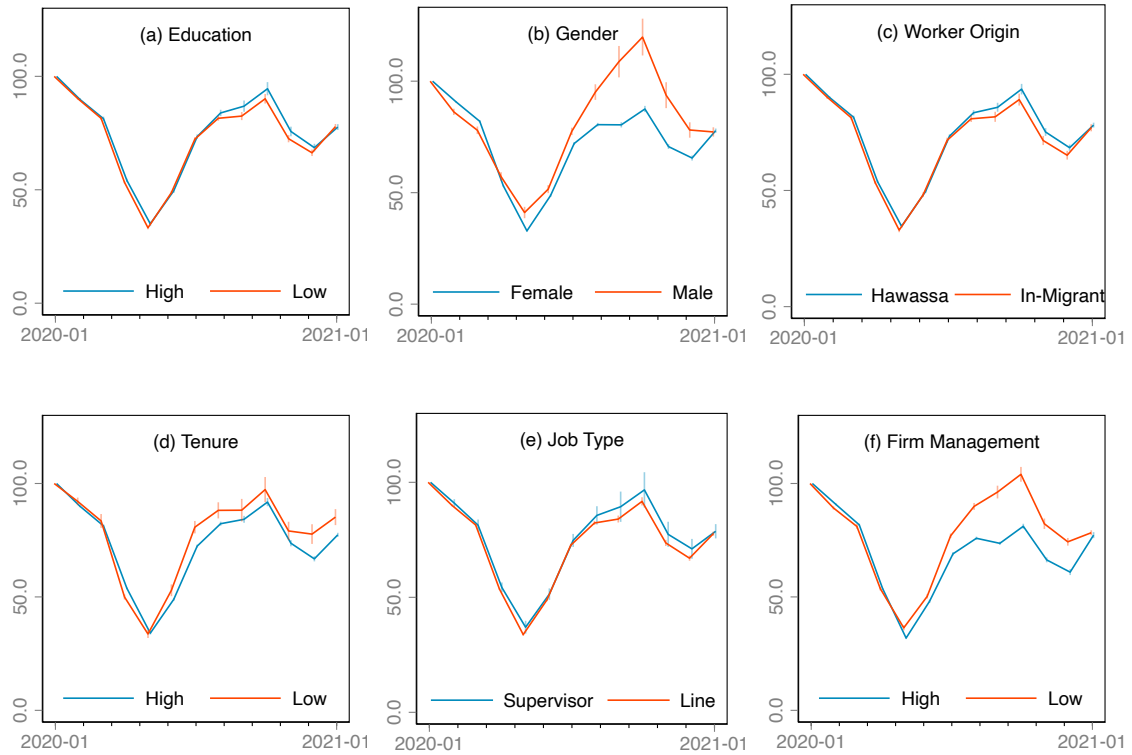 (a) Education
100.0
50.0
0.0
High
Low
2020-01
2021-01
(b) Gender
100.0
50.0
0.0
Female
Male
2020-01
2021-01
(c) Worker Origin
100.0
50.0
0.0
Hawassa
In-Migrant
2020-01
2021-01
(d) Tenure
100.0
50.0
0.0
High
Low
2020-01
2021-01
(e) Job Type
100.0
50.0
0.0
Supervisor
Line
2020-01
2021-01
(f) Firm Management
100.0
50.0
0.0
High
Low
2020-01
2021-01